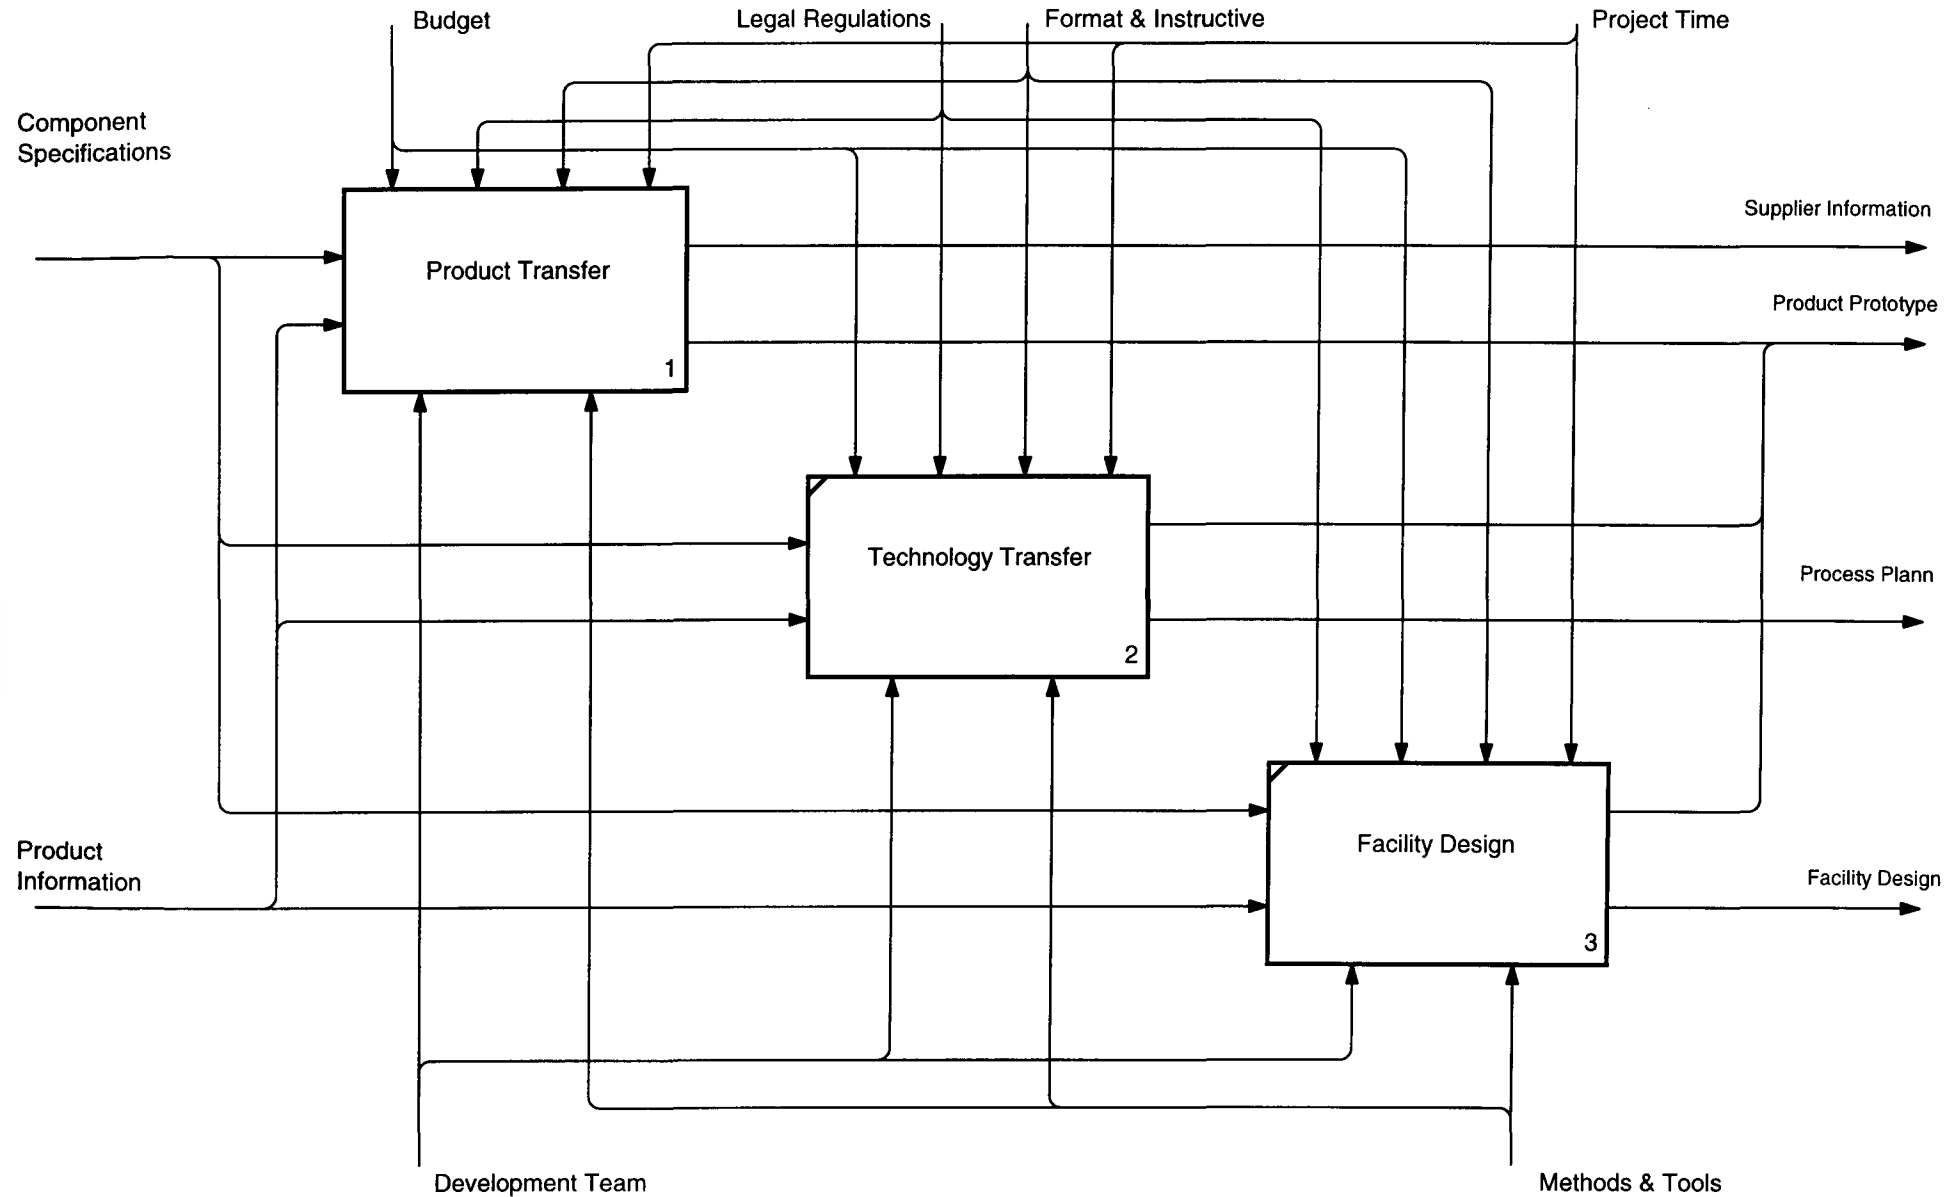 Budget
Legal Regulations
Format & Instructive
Project Time
Component
Specifications
Supplier Information
Product Transfer
Product Prototype
1
Technology Transfer
Process Plann
2
Facility Design
Product
Information
Facility Design
3
Development Team
Methods & Tools